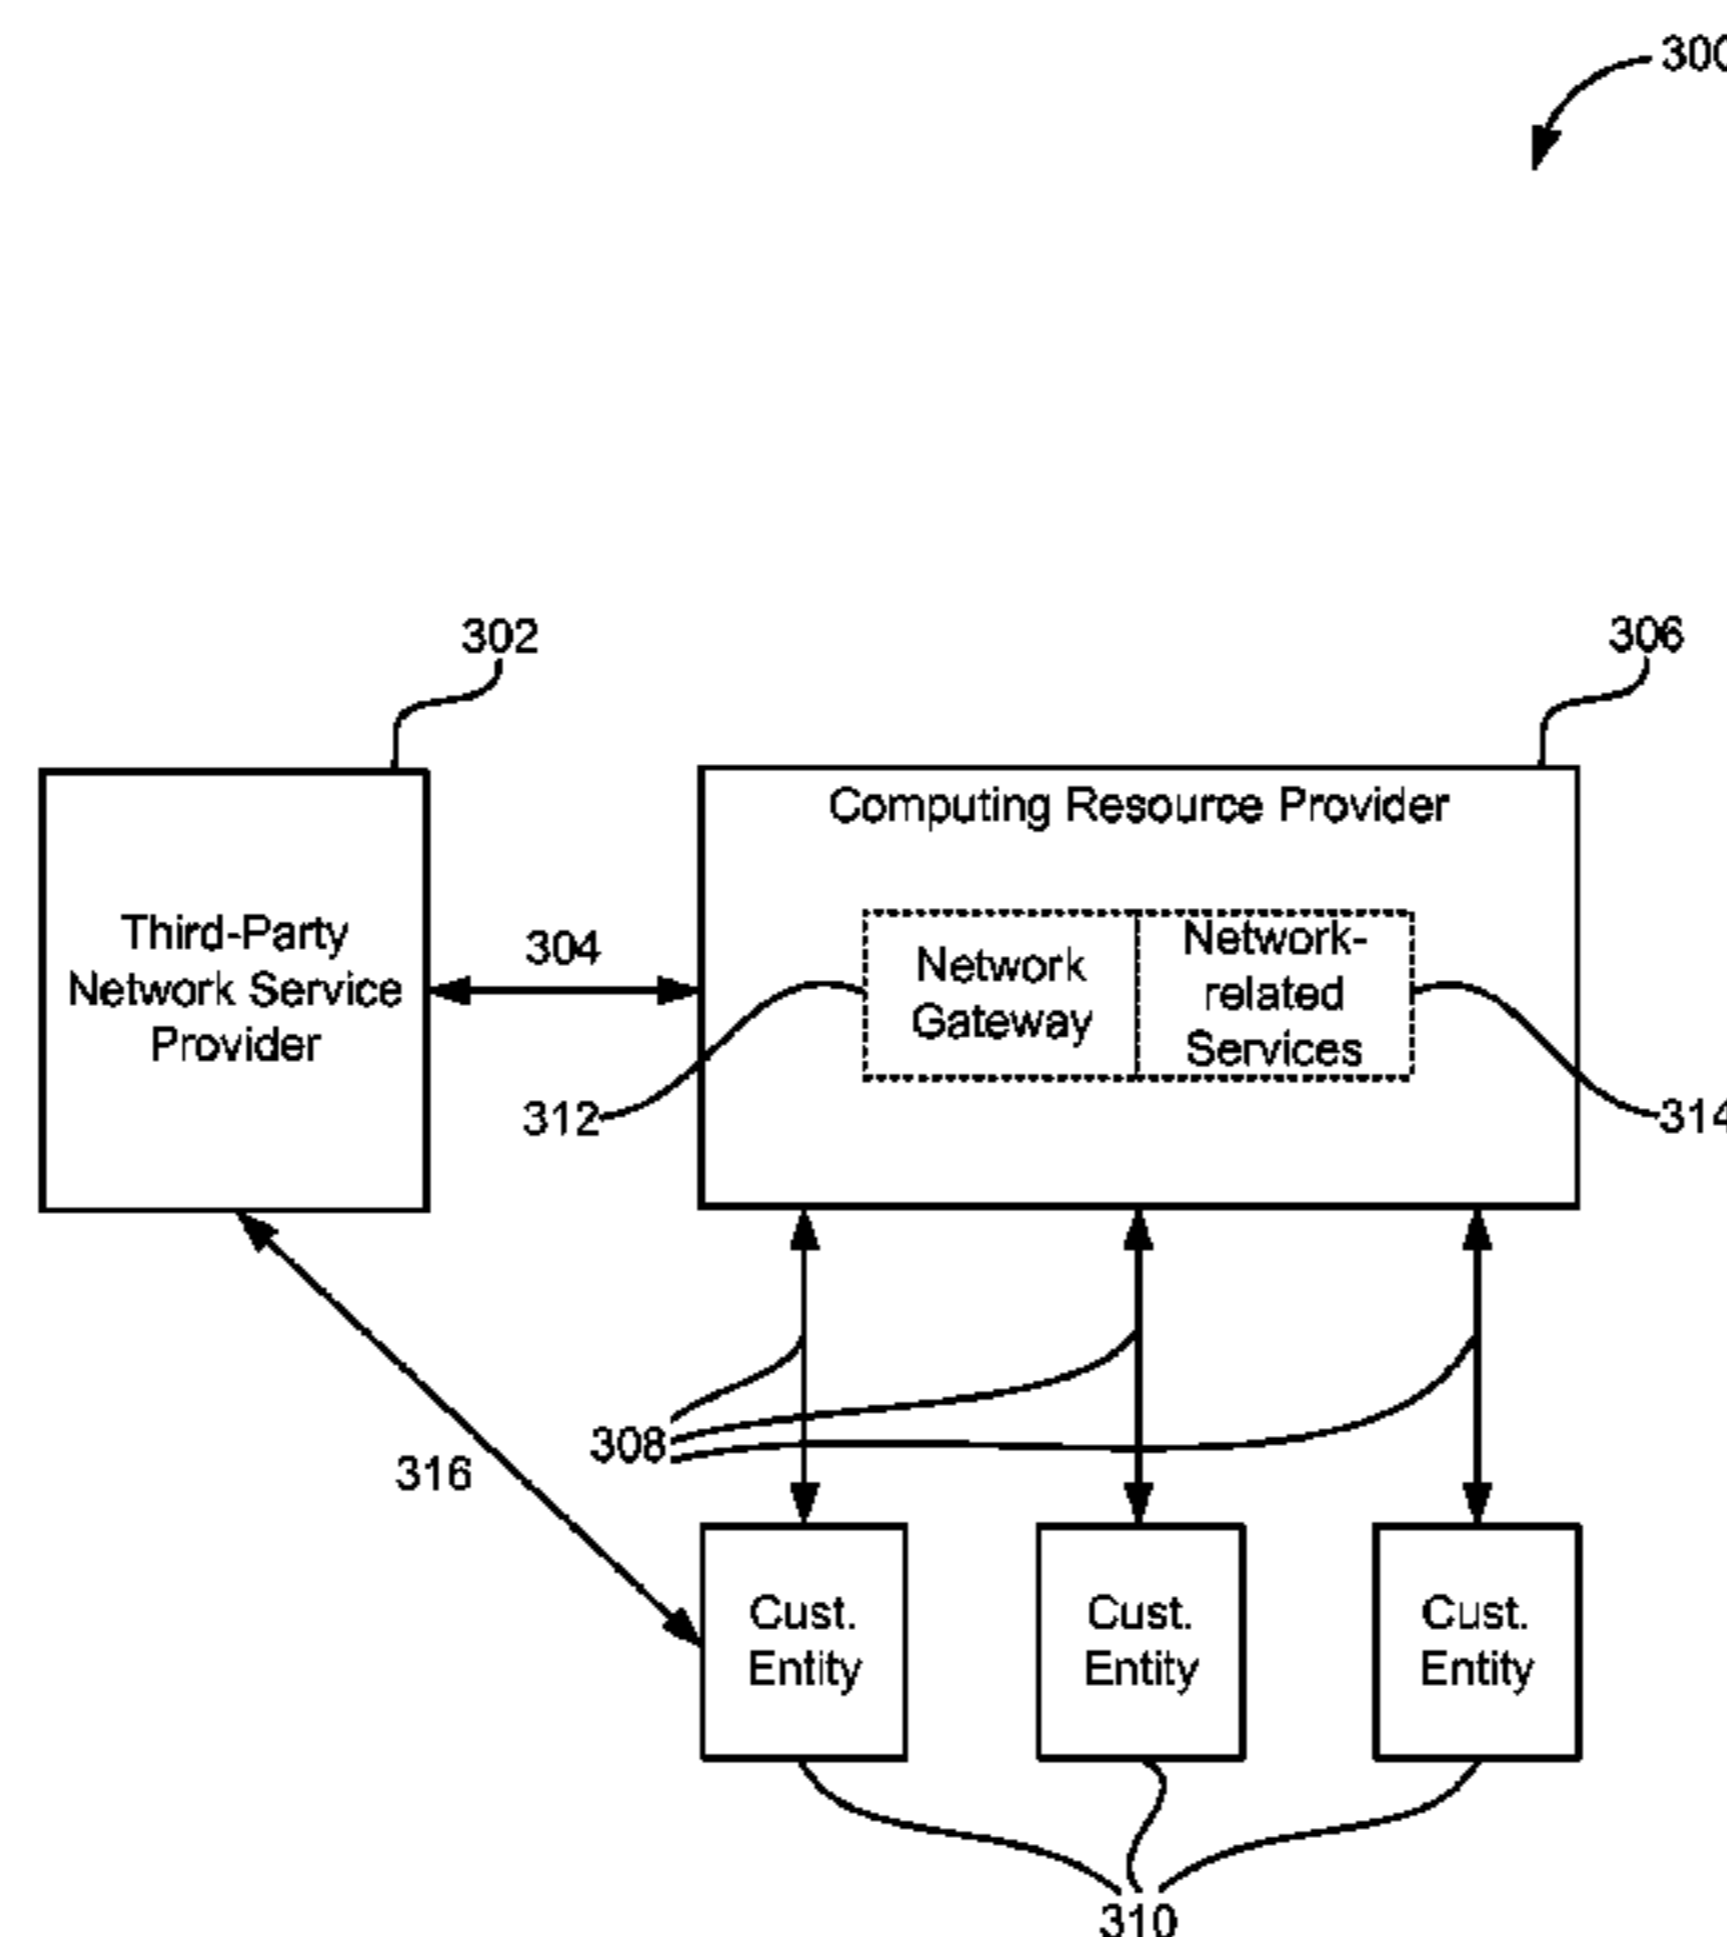 300
302
306
Computing Resource Provider
Third-Party
Network Service
Provider
304
Network
Gateway
Network-
related
Services
312
314
308
316
Cust.
Entity
Cust.
Entity
Cust.
Entity
310